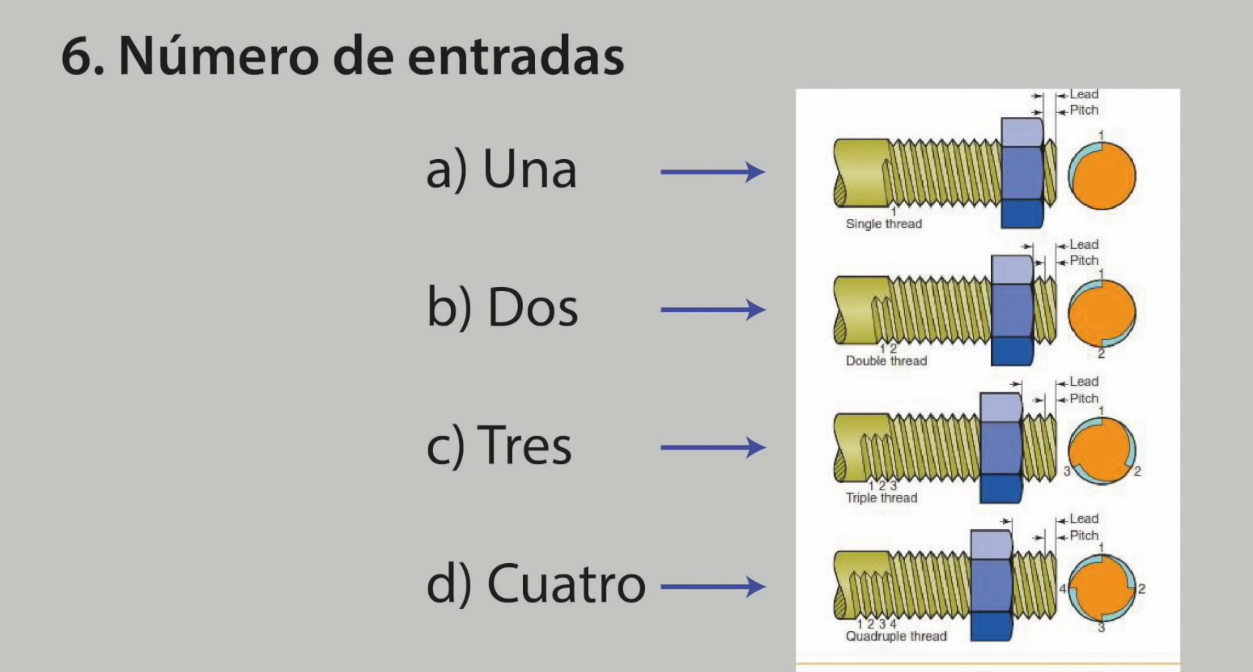 6. Número de entradas
a) Una
Lead
Pitch
1
1
Single thread
b) Dos
Lead
Pitch
1
2
1 2
Double thread
c) Tres
Lead
Pitch
1
3 2
1 2 3
Triple thread
d) Cuatro
Lead
Pitch
1
4 2
3
1 2 3 4
Quadruple thread